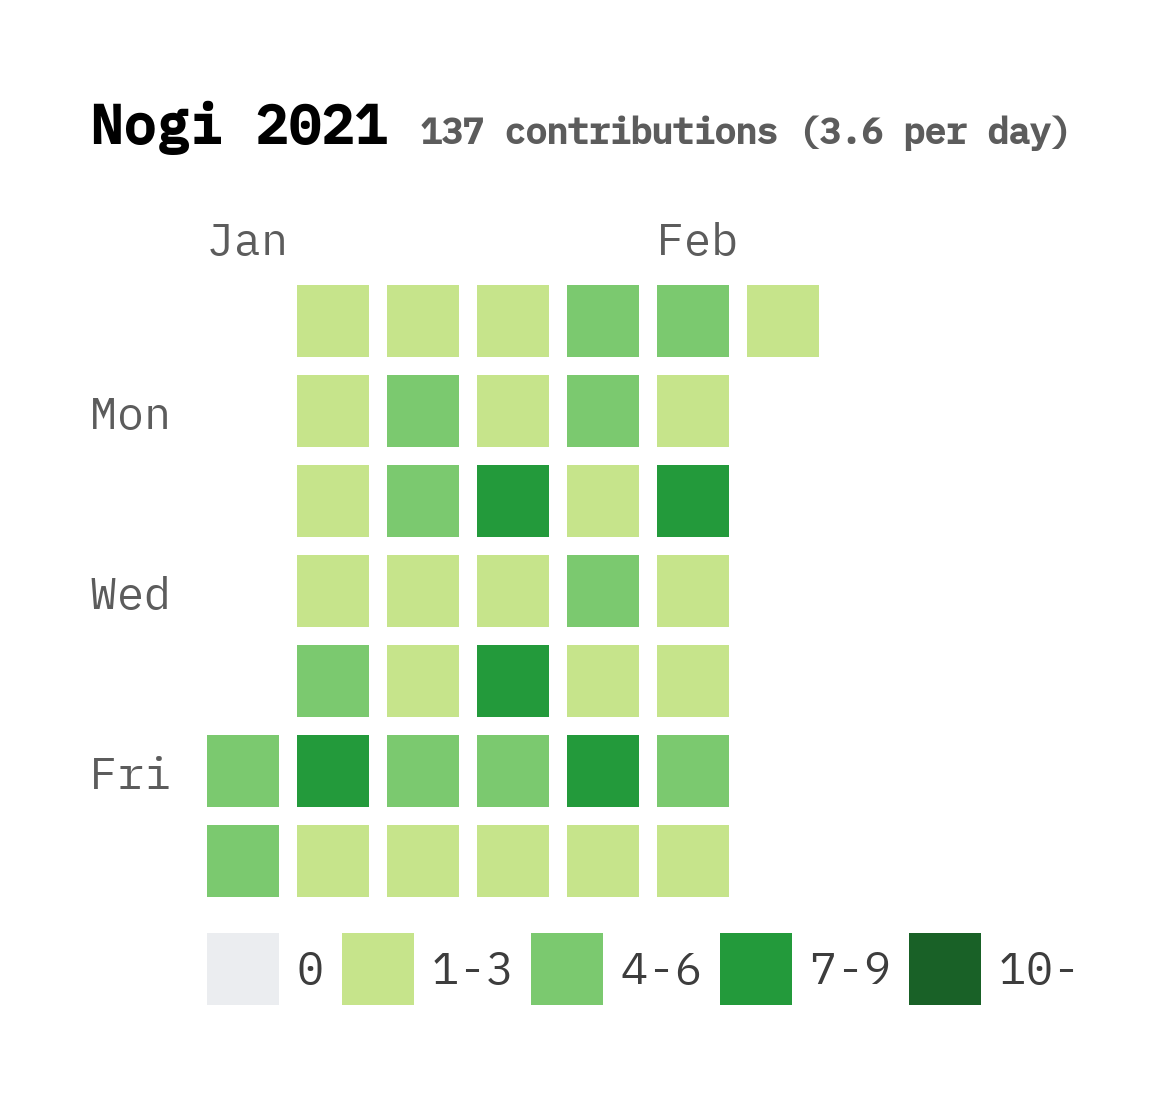 Nogi 2021 137 contributions (3.6 per day)
Jan Feb
Mon
Wed
Fri
0 1-3 4-6 7-9 10-